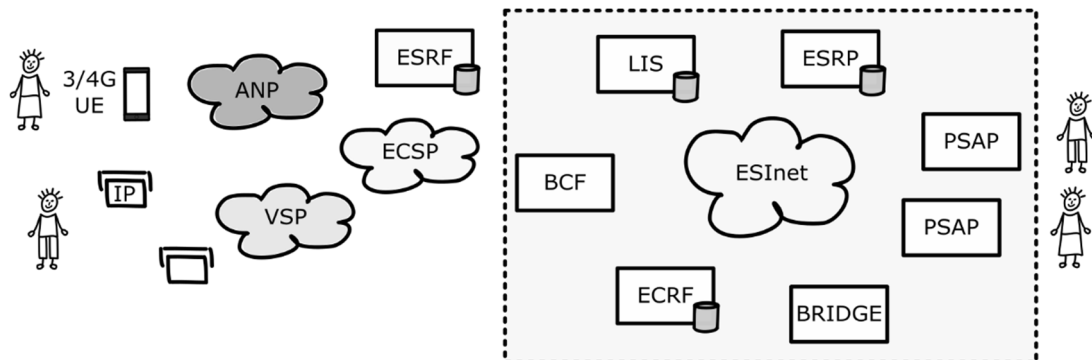 3/4G
UE
ANP
ESRF
ECSP
IP
VSP
LIS
ESRP
BCF
ESInet
PSAP
PSAP
ECRF
BRIDGE